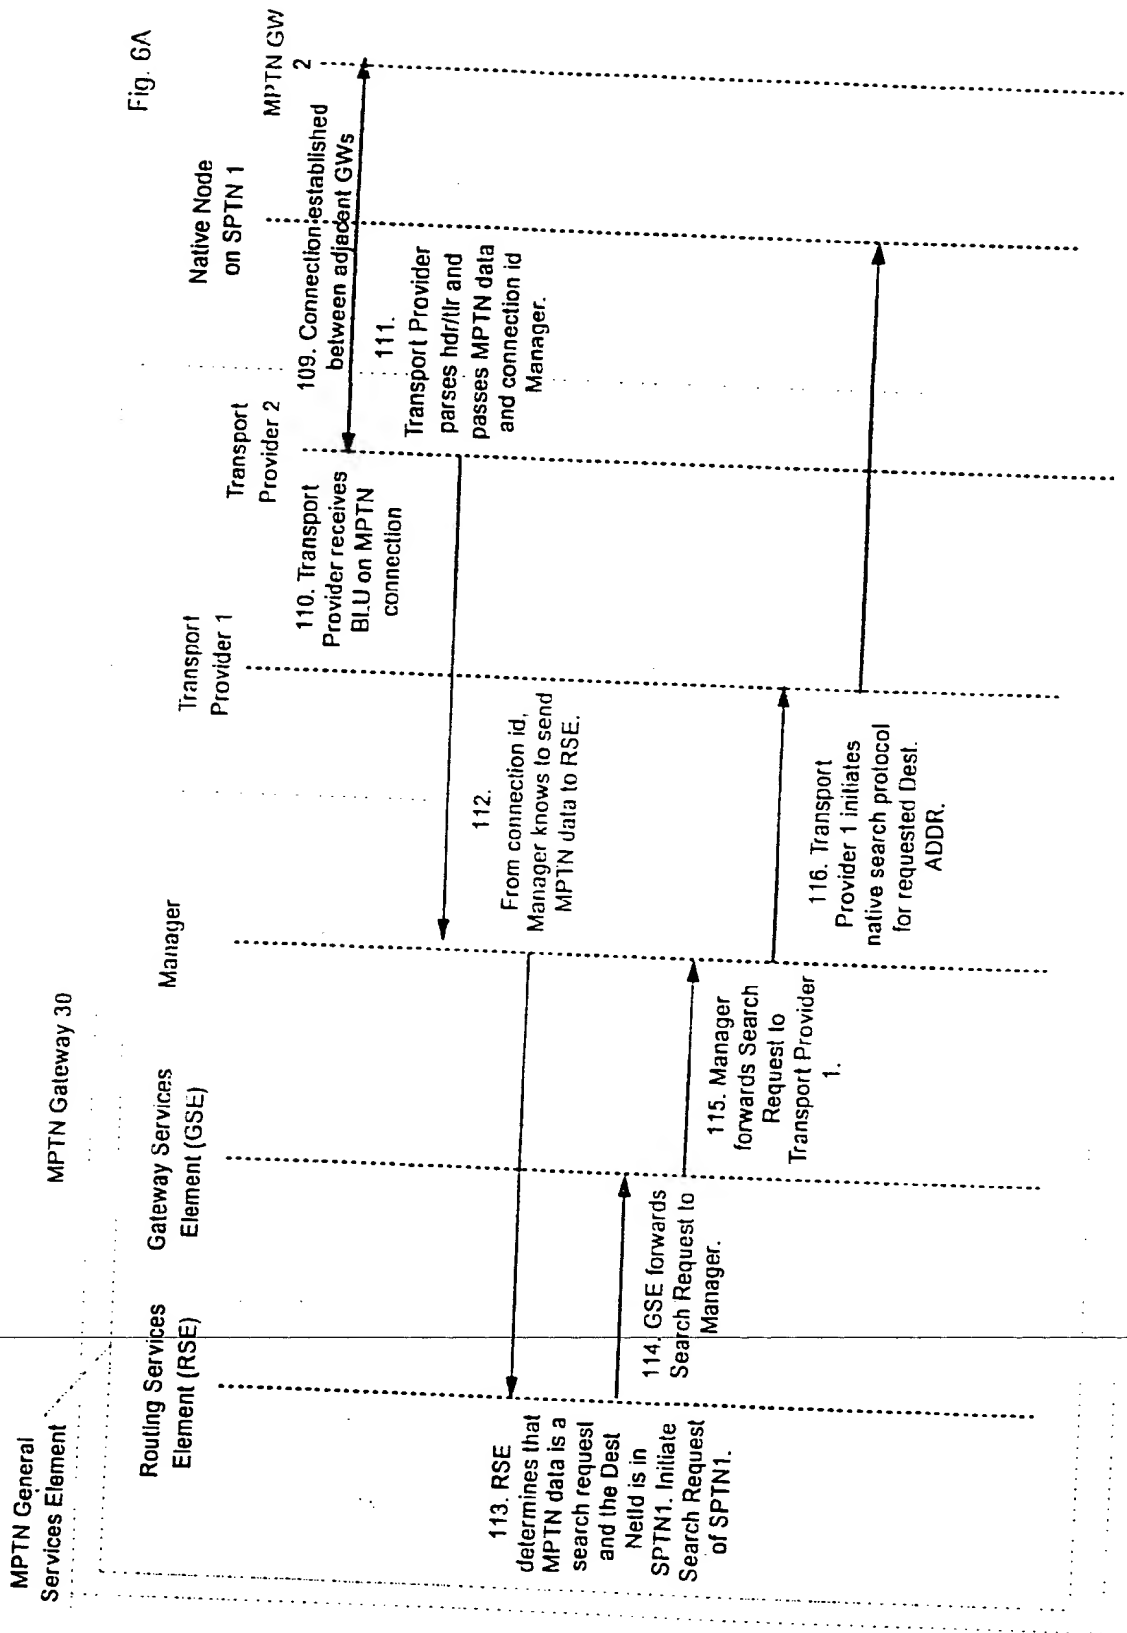 Fig. 6A
MPTN General
Services Element
MPTN Gateway 30
Routing Services
Element (RSE)
Gateway Services
Element (GSE)
Manager
Transport
Provider 1
Transport
Provider 2
Native Node
on SPTN 1
MPTN GW
2
109. Connection established
between adjacent GWs
110. Transport
Provider receives
BLU on MPTN
connection
111.
Transport Provider
parses hdr/tlr and
passes MPTN data
and connection id
Manager.
112.
From connection id,
Manager knows to send
MPTN data to RSE.
113. RSE
determines that
MPTN data is a
search request
and the Dest
NetId is in
SPTN1. Initiate
Search Request
of SPTN1.
114. GSE forwards
Search Request to
Manager.
115. Manager
forwards Search
Request to
Transport Provider
1.
116. Transport
Provider 1 initiates
native search protocol
for requested Dest.
ADDR.